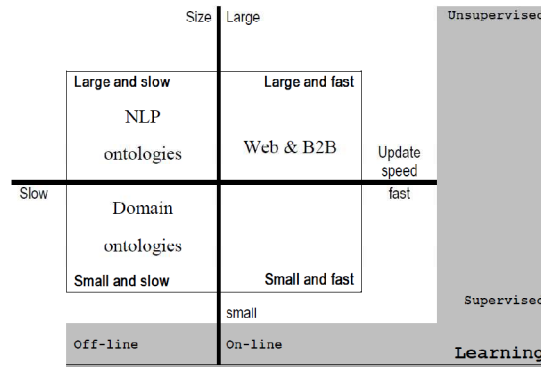 Size Large Unsupervised
Large and slow Large and fast
NLP
ontologies
Web & B2B
Update
speed
Slow fast
Domain
ontologies
Small and slow Small and fast
Supervised
small
Off-line On-line
Learning